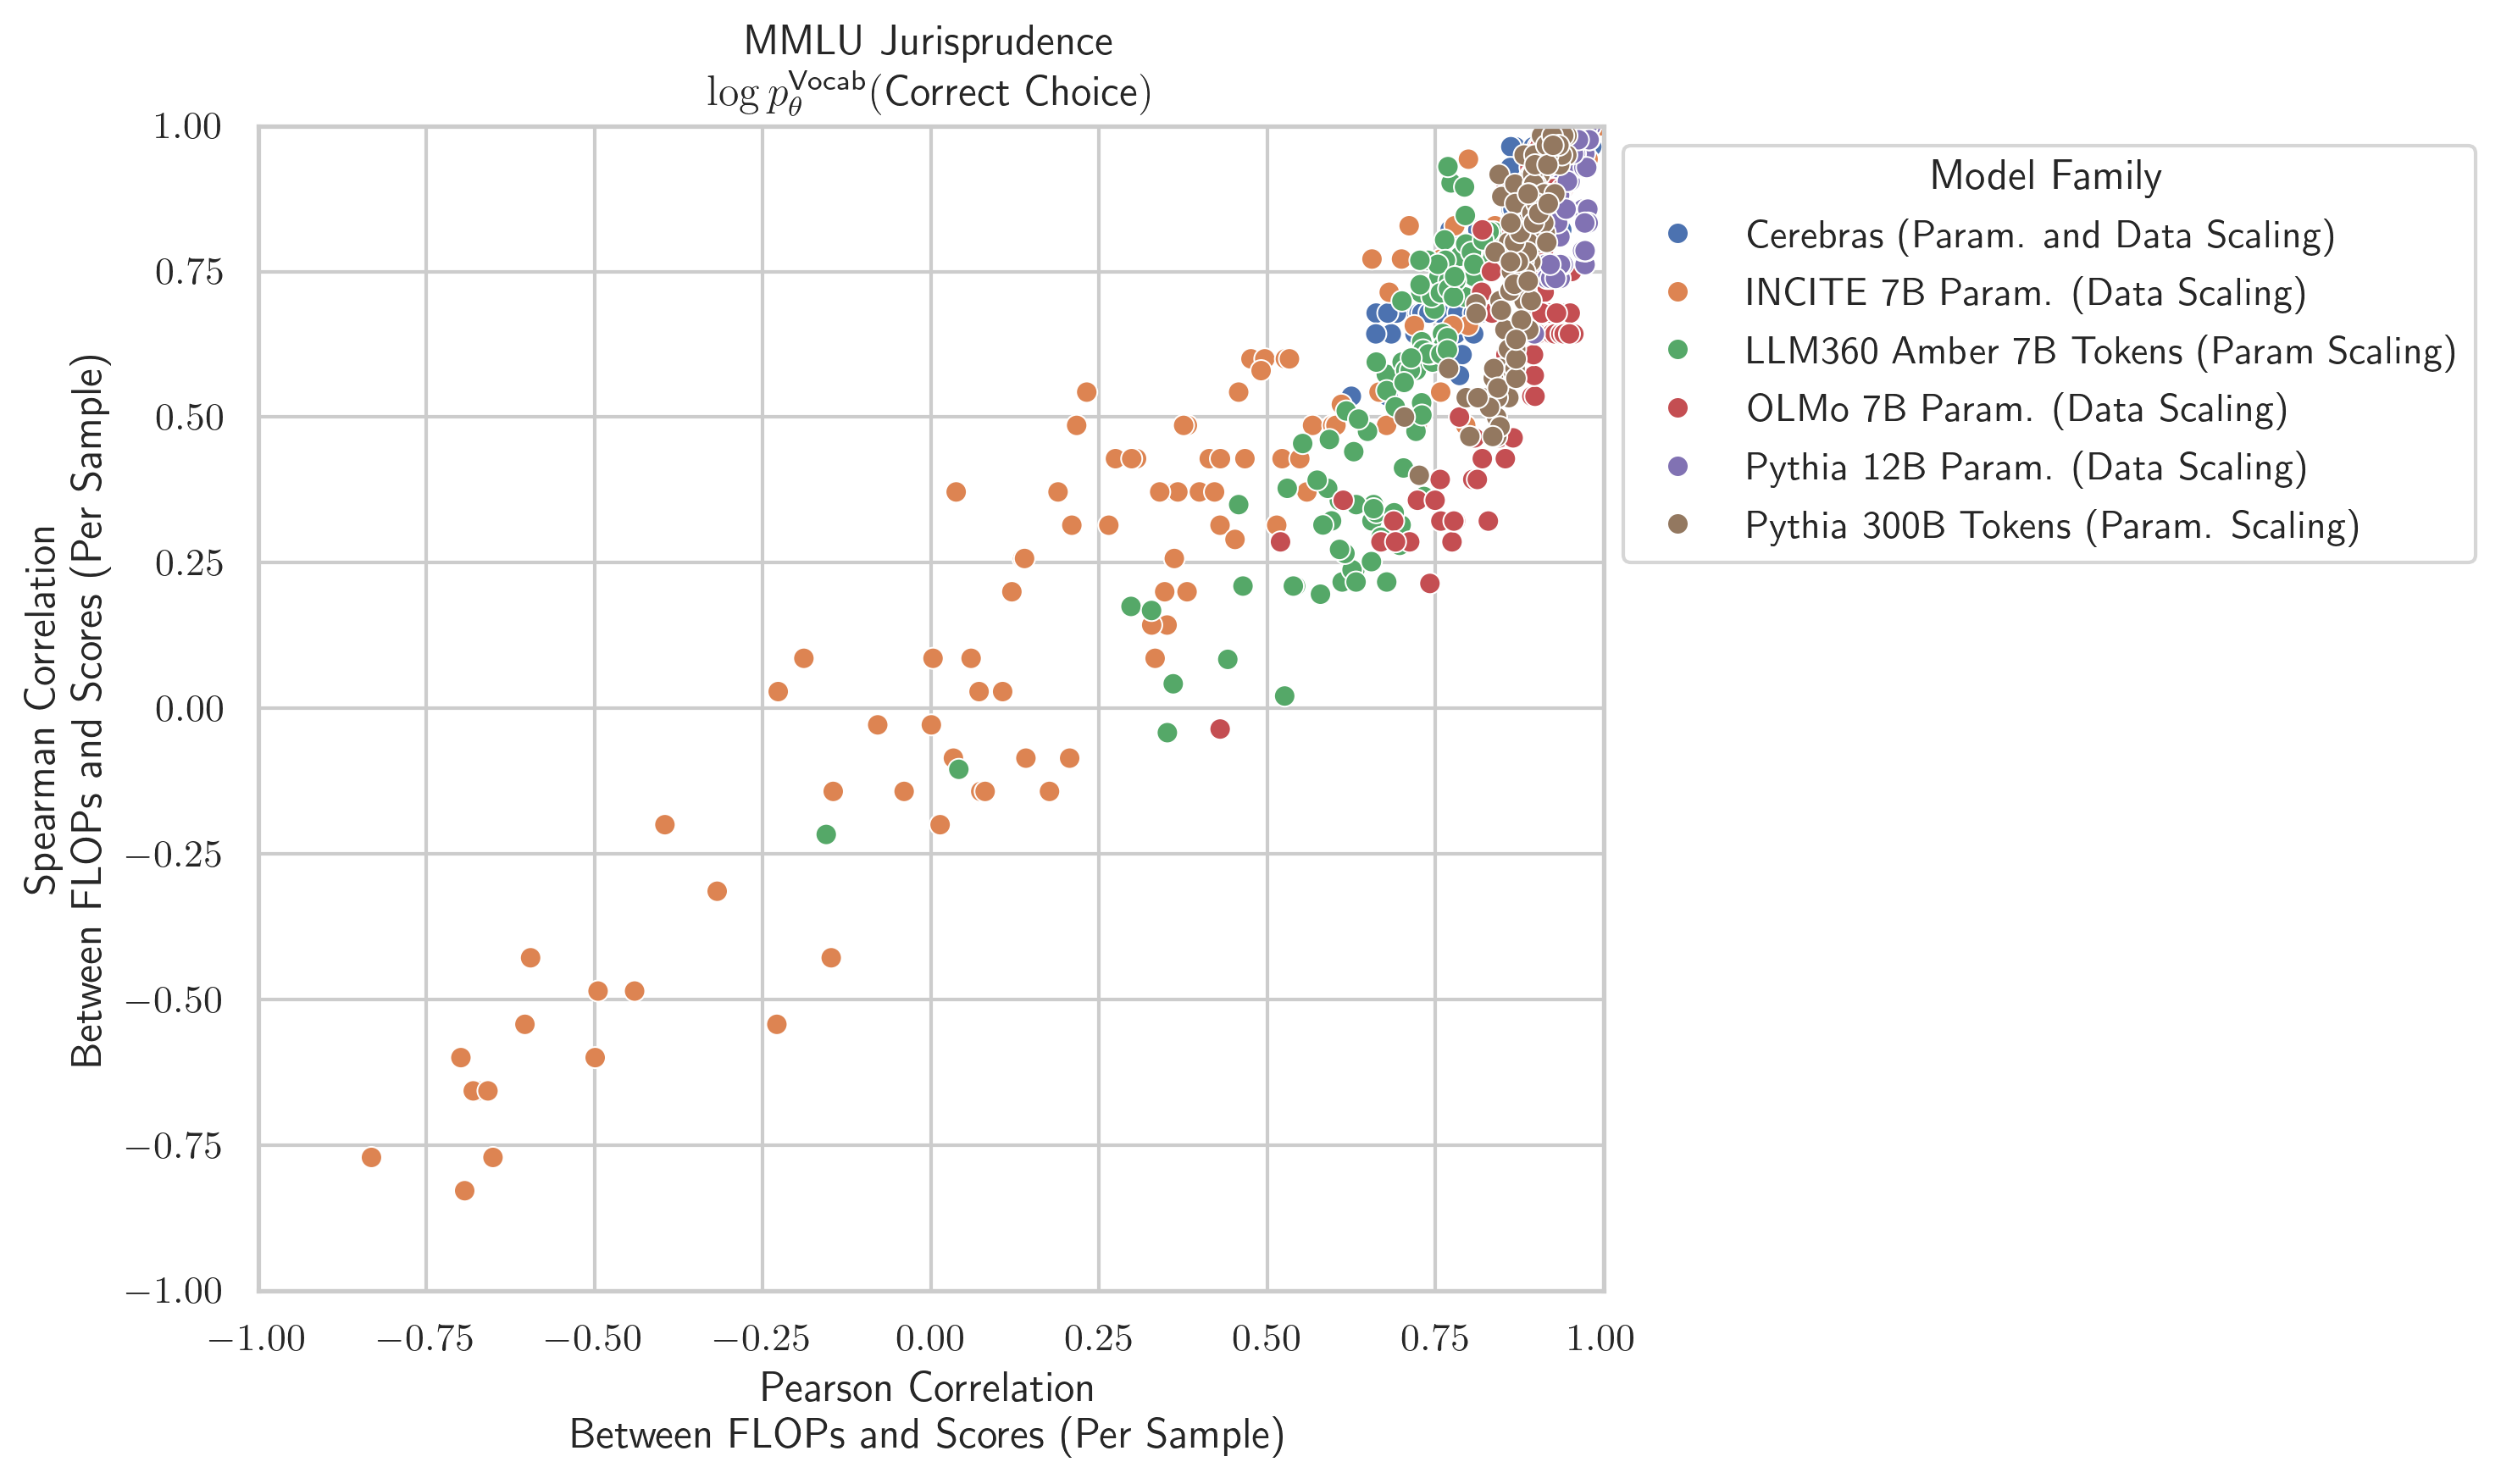 MMLU Jurisprudence
log p_θ^Vocab(Correct Choice)
Spearman Correlation
Between FLOPs and Scores (Per Sample)
1.00
0.75
0.50
0.25
0.00
−0.25
−0.50
−0.75
−1.00
−1.00 −0.75 −0.50 −0.25 0.00 0.25 0.50 0.75 1.00
Pearson Correlation
Between FLOPs and Scores (Per Sample)
Model Family
Cerebras (Param. and Data Scaling)
INCITE 7B Param. (Data Scaling)
LLM360 Amber 7B Tokens (Param Scaling)
OLMo 7B Param. (Data Scaling)
Pythia 12B Param. (Data Scaling)
Pythia 300B Tokens (Param. Scaling)